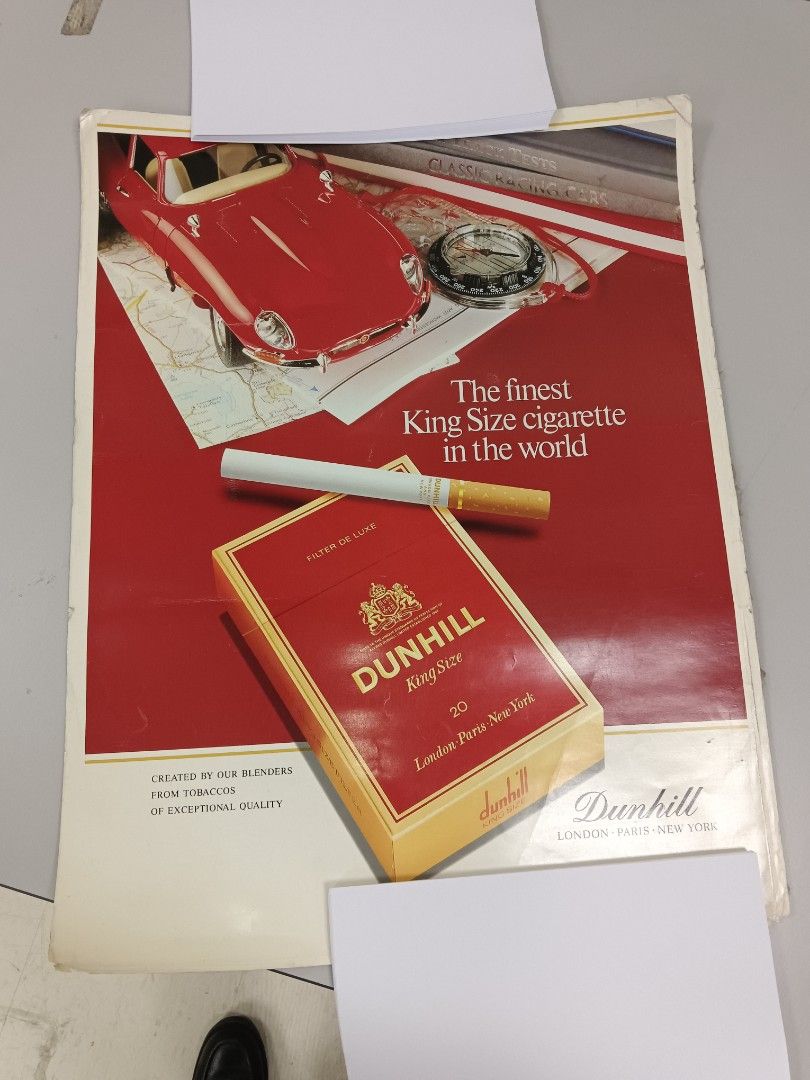 TESTS
CLASSIC RACING CARS
The finest
King Size cigarette
in the world
DUNHILL
FILTER DE LUXE
DUNHILL
King Size
20
London·Paris·New York
dunhill
KING SIZE
CREATED BY OUR BLENDERS
FROM TOBACCOS
OF EXCEPTIONAL QUALITY
Dunhill
LONDON · PARIS · NEW YORK